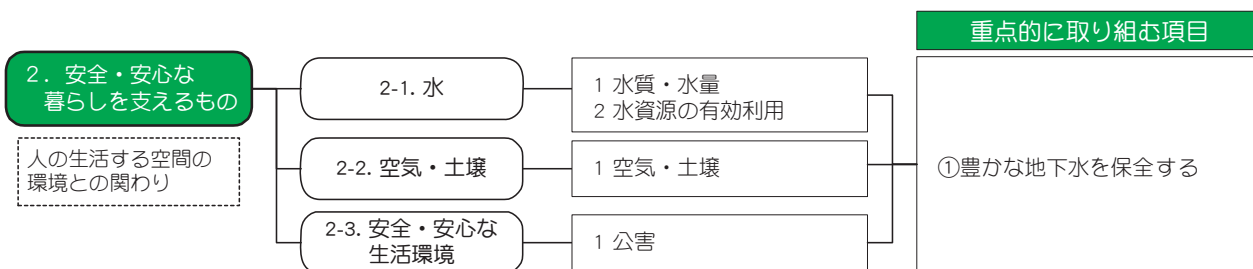 重点的に取り組む項目
2．安全・安心な
暮らしを支えるもの
人の生活する空間の
環境との関わり
2-1. 水
1 水質・水量
2 水資源の有効利用
2-2. 空気・土壌
1 空気・土壌
2-3. 安全・安心な
生活環境
1 公害
①豊かな地下水を保全する